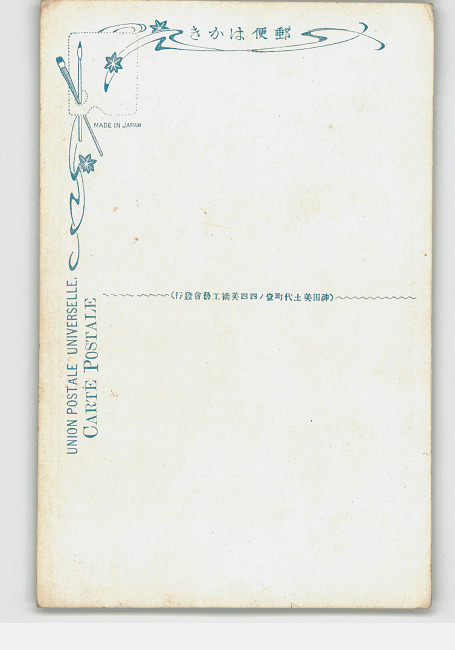 郵便はかき
MADE IN JAPAN
(神田美土代町壹ノ四四美術工藝會發行)
UNION POSTALE UNIVERSELLE.
CARTE POSTALE